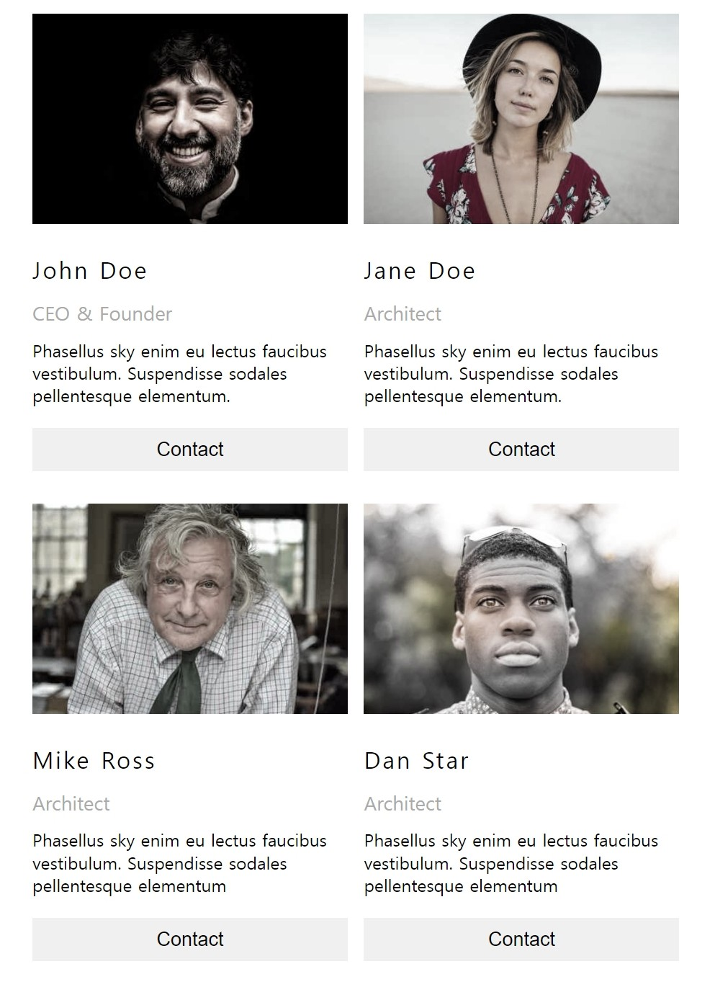 John Doe
CEO & Founder
Phasellus sky enim eu lectus faucibus
vestibulum. Suspendisse sodales
pellentesque elementum.
Contact
Jane Doe
Architect
Phasellus sky enim eu lectus faucibus
vestibulum. Suspendisse sodales
pellentesque elementum.
Contact
Mike Ross
Architect
Phasellus sky enim eu lectus faucibus
vestibulum. Suspendisse sodales
pellentesque elementum
Contact
Dan Star
Architect
Phasellus sky enim eu lectus faucibus
vestibulum. Suspendisse sodales
pellentesque elementum
Contact